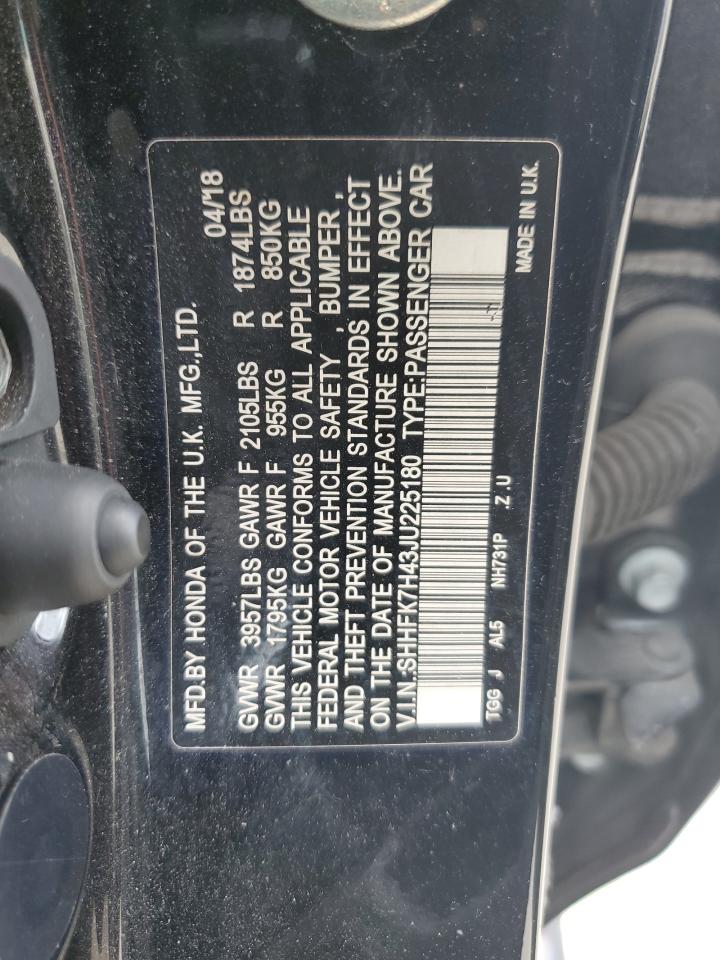 MFD.BY HONDA OF THE U.K. MFG.,LTD. 04/18
GVWR 3957LBS GAWR F 2105LBS R 1874LBS
GVWR 1795KG GAWR F 955KG R 850KG
THIS VEHICLE CONFORMS TO ALL APPLICABLE
FEDERAL MOTOR VEHICLE SAFETY , BUMPER ,
AND THEFT PREVENTION STANDARDS IN EFFECT
ON THE DATE OF MANUFACTURE SHOWN ABOVE.
V.I.N.:SHHFK7H43JU225180 TYPE:PASSENGER CAR
TGG J AL5 NH731P .Z .U MADE IN U.K.